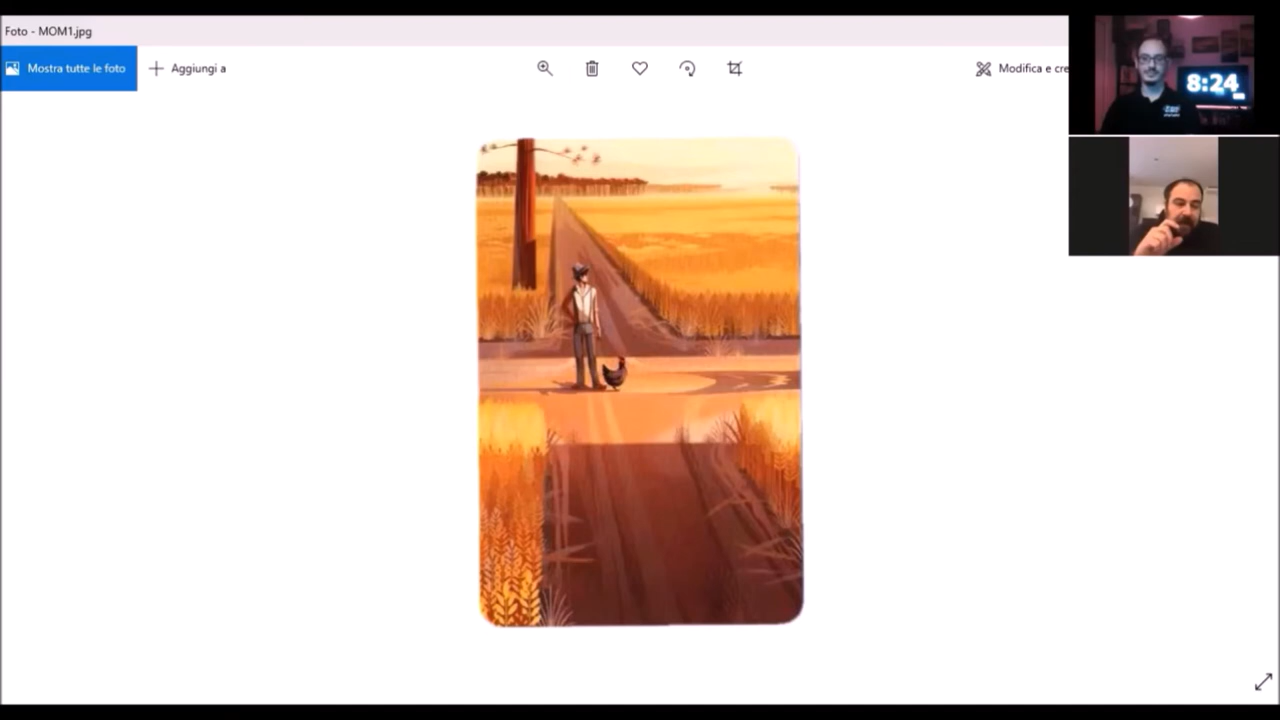 Foto - MOM1.jpg
Mostra tutte le foto
Aggiungi a
Modifica e cre
8:24